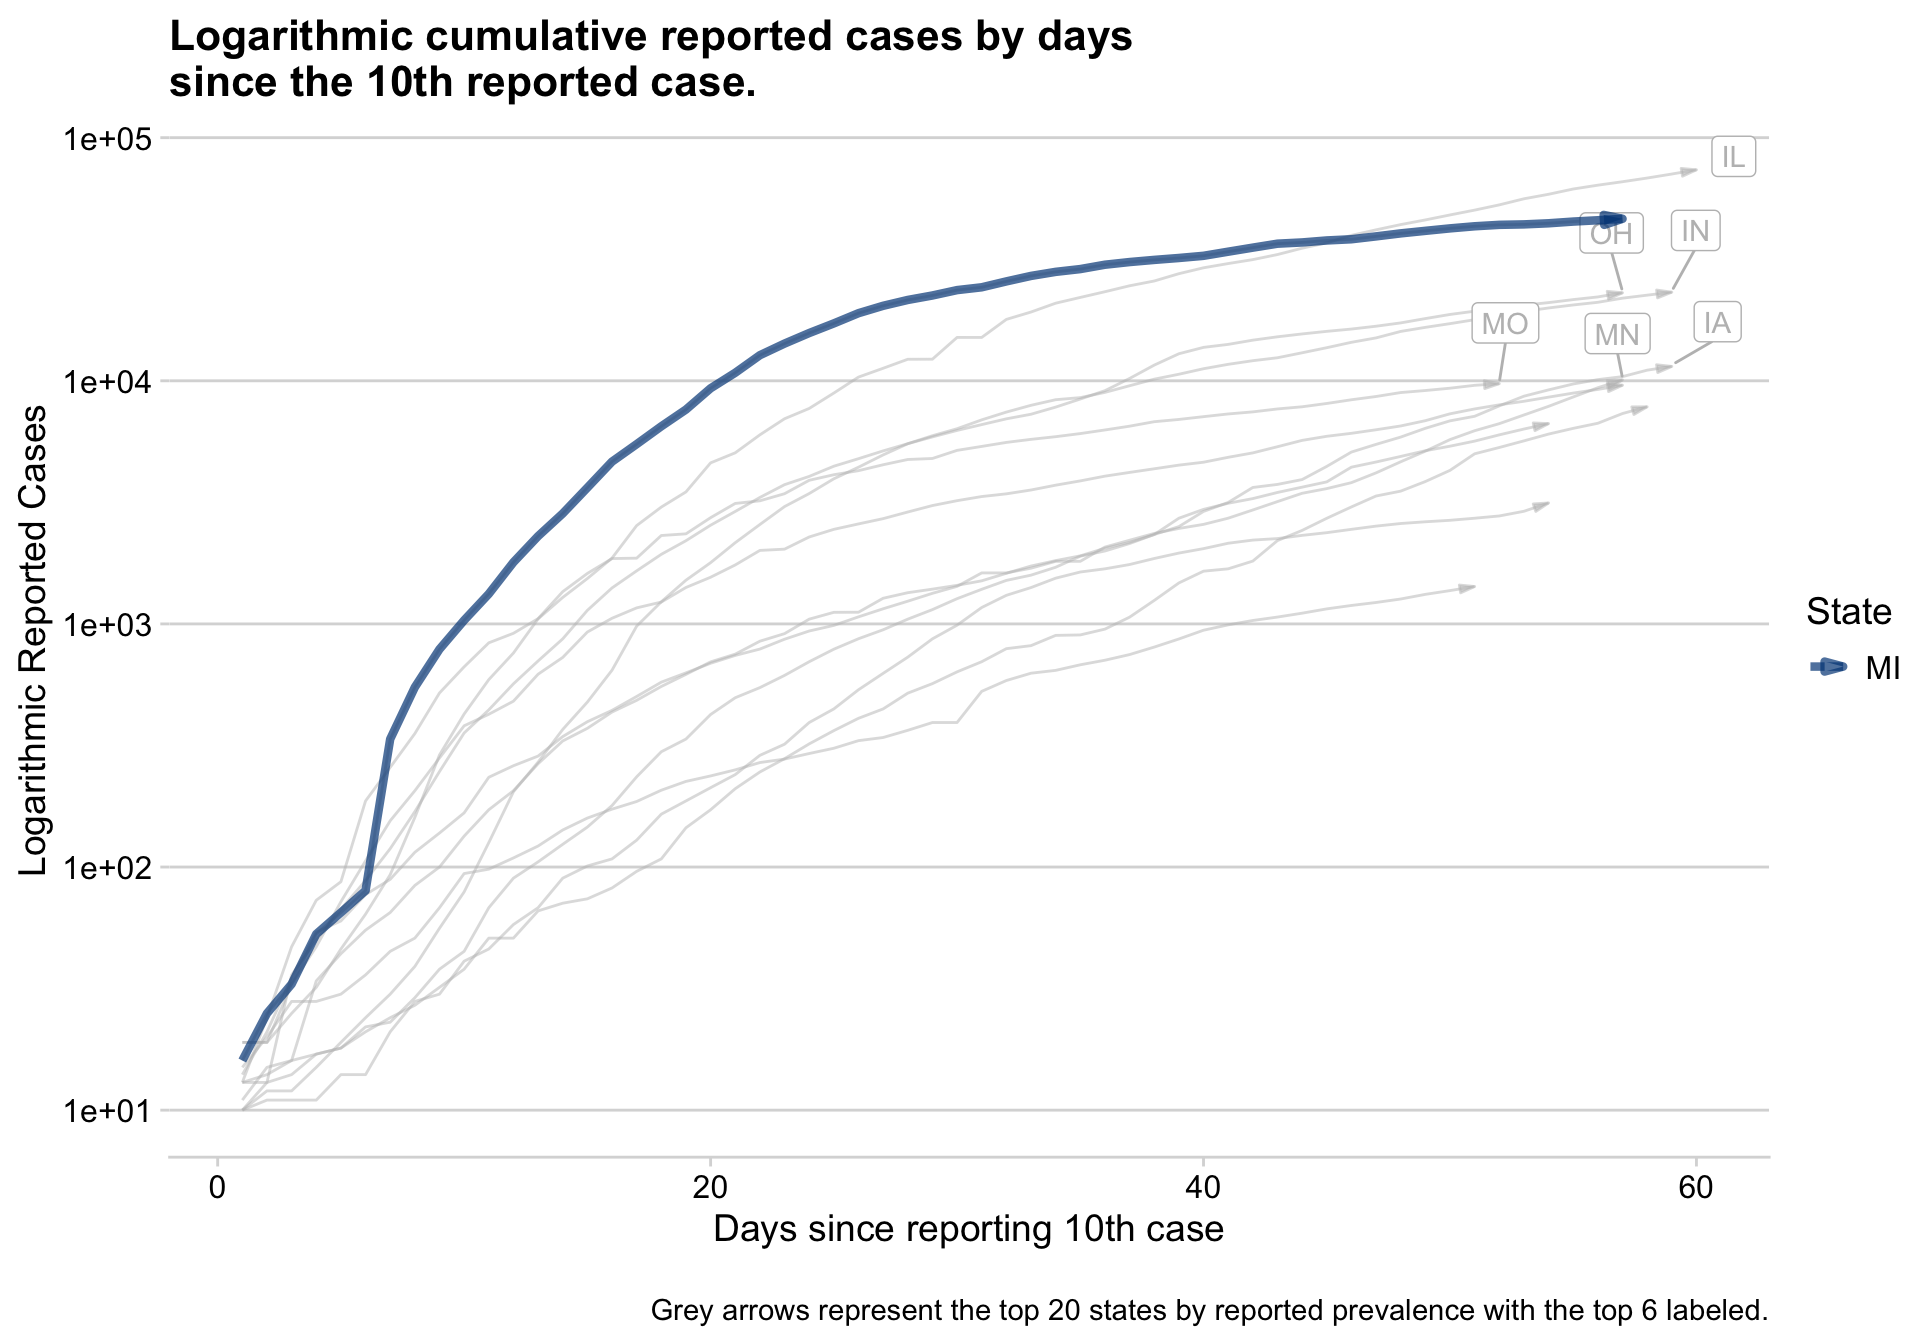 Logarithmic cumulative reported cases by days
since the 10th reported case.
1e+05
1e+04
1e+03
1e+02
1e+01
Logarithmic Reported Cases
IL
OH
IN
MO
MN
IA
State
MI
0
20
40
60
Days since reporting 10th case
Grey arrows represent the top 20 states by reported prevalence with the top 6 labeled.